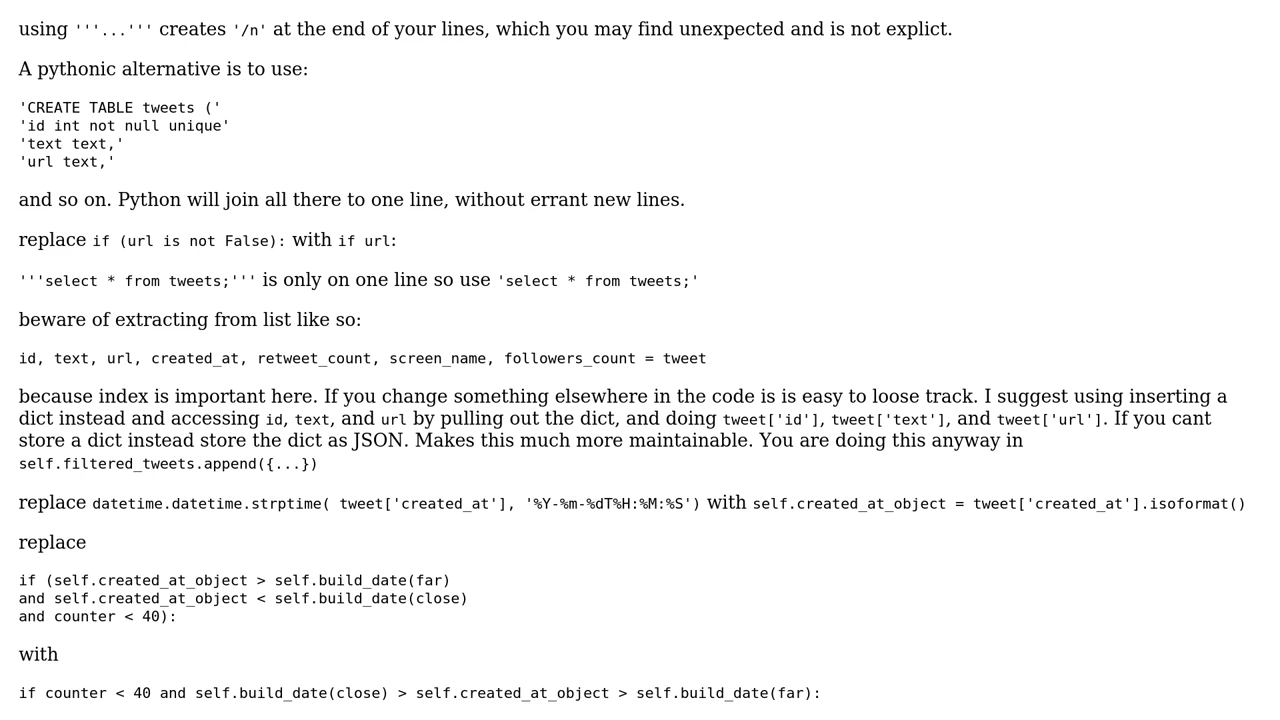 using '''...''' creates '/n' at the end of your lines, which you may find unexpected and is not explict.
A pythonic alternative is to use:
'CREATE TABLE tweets ('
'id int not null unique'
'text text,'
'url text,'
and so on. Python will join all there to one line, without errant new lines.
replace if (url is not False): with if url:
'''select * from tweets;''' is only on one line so use 'select * from tweets;'
beware of extracting from list like so:
id, text, url, created_at, retweet_count, screen_name, followers_count = tweet
because index is important here. If you change something elsewhere in the code is is easy to loose track. I suggest using inserting a
dict instead and accessing id, text, and url by pulling out the dict, and doing tweet['id'], tweet['text'], and tweet['url']. If you cant
store a dict instead store the dict as JSON. Makes this much more maintainable. You are doing this anyway in
self.filtered_tweets.append({...})
replace datetime.datetime.strptime( tweet['created_at'], '%Y-%m-%dT%H:%M:%S') with self.created_at_object = tweet['created_at'].isoformat()
replace
if (self.created_at_object > self.build_date(far)
and self.created_at_object < self.build_date(close)
and counter < 40):
with
if counter < 40 and self.build_date(close) > self.created_at_object > self.build_date(far):